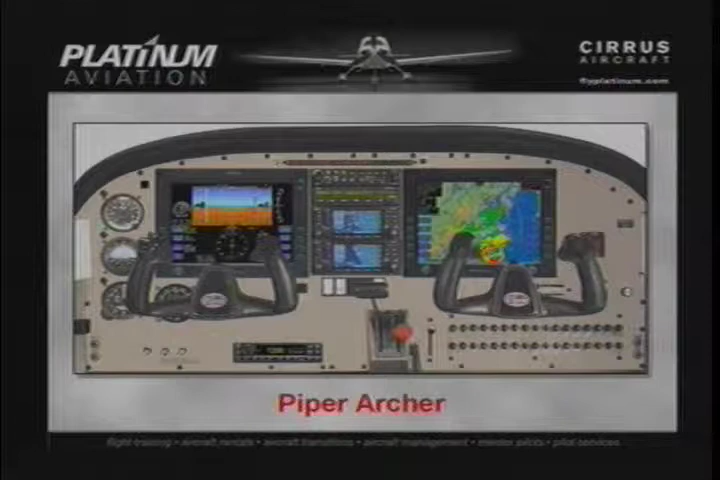 PLATINUM
AVIATION
CIRRUS
AIRCRAFT
flyplatinum.com
Piper Archer
flight training • aircraft rentals • aircraft transitions • aircraft management • master pilots • pilot services